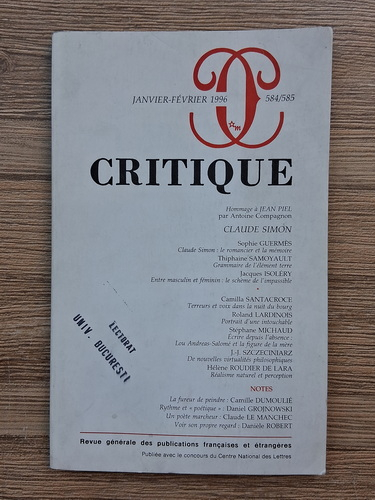 JANVIER-FÉVRIER 1996
584/585
CRITIQUE
Hommage à JEAN PIEL
par Antoine Compagnon
CLAUDE SIMON
Sophie GUERMÈS
Claude Simon : le romancier et la mémoire
Thiphaine SAMOYAULT
Grammaire de l'élément terre
Jacques ISOLÉRY
Entre masculin et féminin : le schème de l'impassible
Camilla SANTACROCE
Terreurs et voix dans la nuit du bourg
Roland LARDINOIS
Portrait d'une intouchable
Stéphane MICHAUD
Écrire depuis l'absence :
Lou Andreas-Salomé et la figure de la mère
J.-J. SZCZECINIARZ
De nouvelles virtualités philosophiques
Hélène ROUDIER DE LARA
Réalisme naturel et perception
NOTES
La fureur de peindre : Camille DUMOULIÉ
Rythme et « poétique » : Daniel GROJNOWSKI
Un poète marcheur : Claude LE MANCHEC
Voir son propre regard : Danièle ROBERT
LECTORAT
UNIV. BUCUREȘTI
Revue générale des publications françaises et étrangères
Publiée avec le concours du Centre National des Lettres